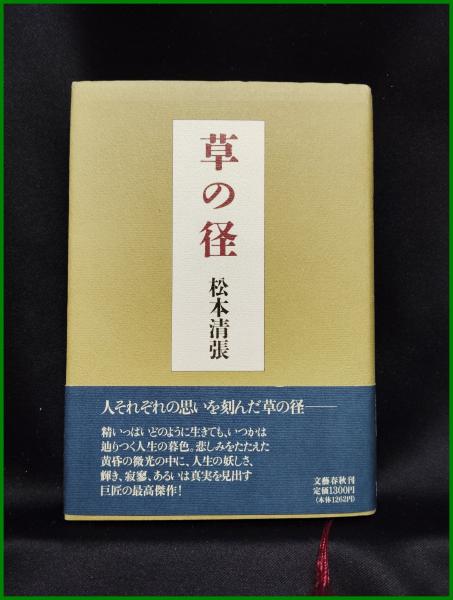 草の径
松本清張
人それぞれの思いを刻んだ草の径――
精いっぱいどのように生きても、いつかは
辿りつく人生の暮色。悲しみをたたえた
黄昏の微光の中に、人生の妖しさ、
輝き、寂寥、あるいは真実を見出す
巨匠の最高傑作!
文藝春秋刊
定価1300円
(本体1262円)